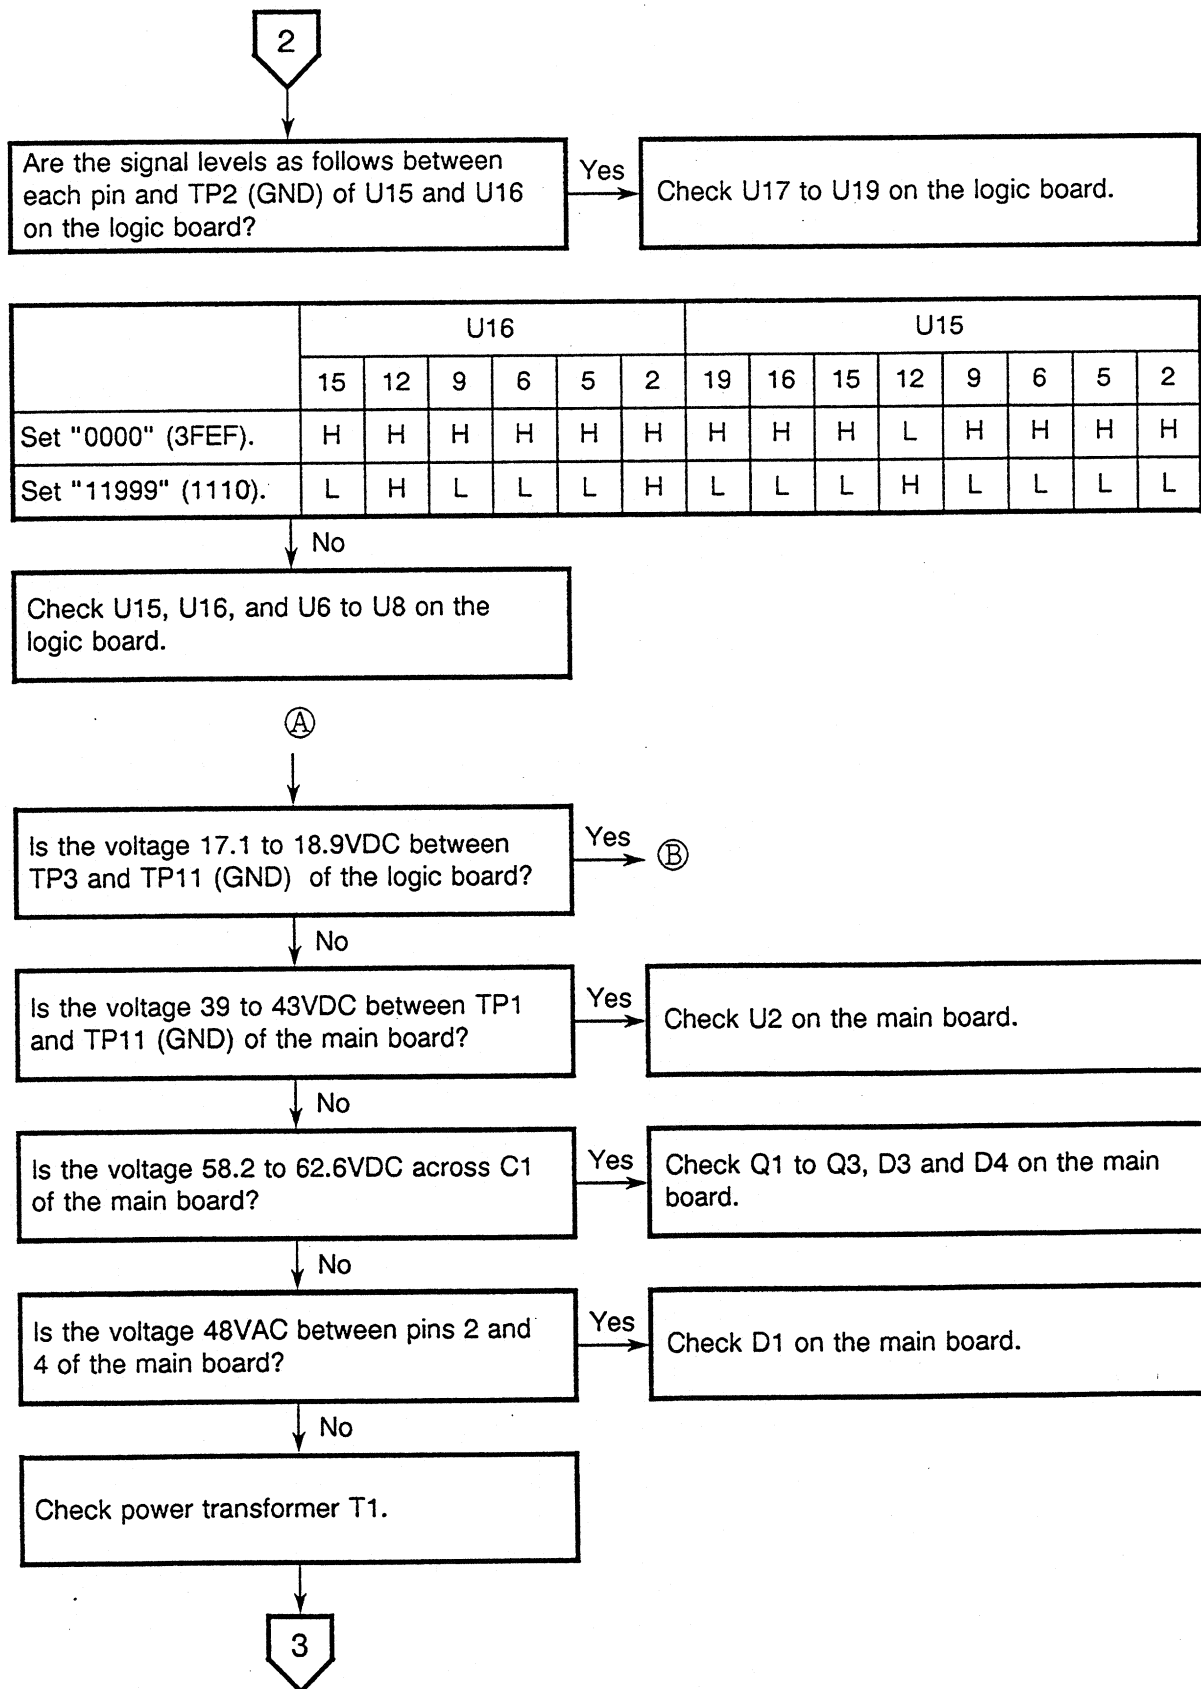 2
Are the signal levels as follows between
each pin and TP2 (GND) of U15 and U16
on the logic board?
Yes
Check U17 to U19 on the logic board.
U16 U15
15 12 9 6 5 2 19 16 15 12 9 6 5 2
Set "0000" (3FEF). H H H H H H H H H L H H H H
Set "11999" (1110). L H L L L H L L L H L L L L
No
Check U15, U16, and U6 to U8 on the
logic board.
Ⓐ
Is the voltage 17.1 to 18.9VDC between
TP3 and TP11 (GND) of the logic board?
Yes
Ⓑ
No
Is the voltage 39 to 43VDC between TP1
and TP11 (GND) of the main board?
Yes
Check U2 on the main board.
No
Is the voltage 58.2 to 62.6VDC across C1
of the main board?
Yes
Check Q1 to Q3, D3 and D4 on the main
board.
No
Is the voltage 48VAC between pins 2 and
4 of the main board?
Yes
Check D1 on the main board.
No
Check power transformer T1.
3